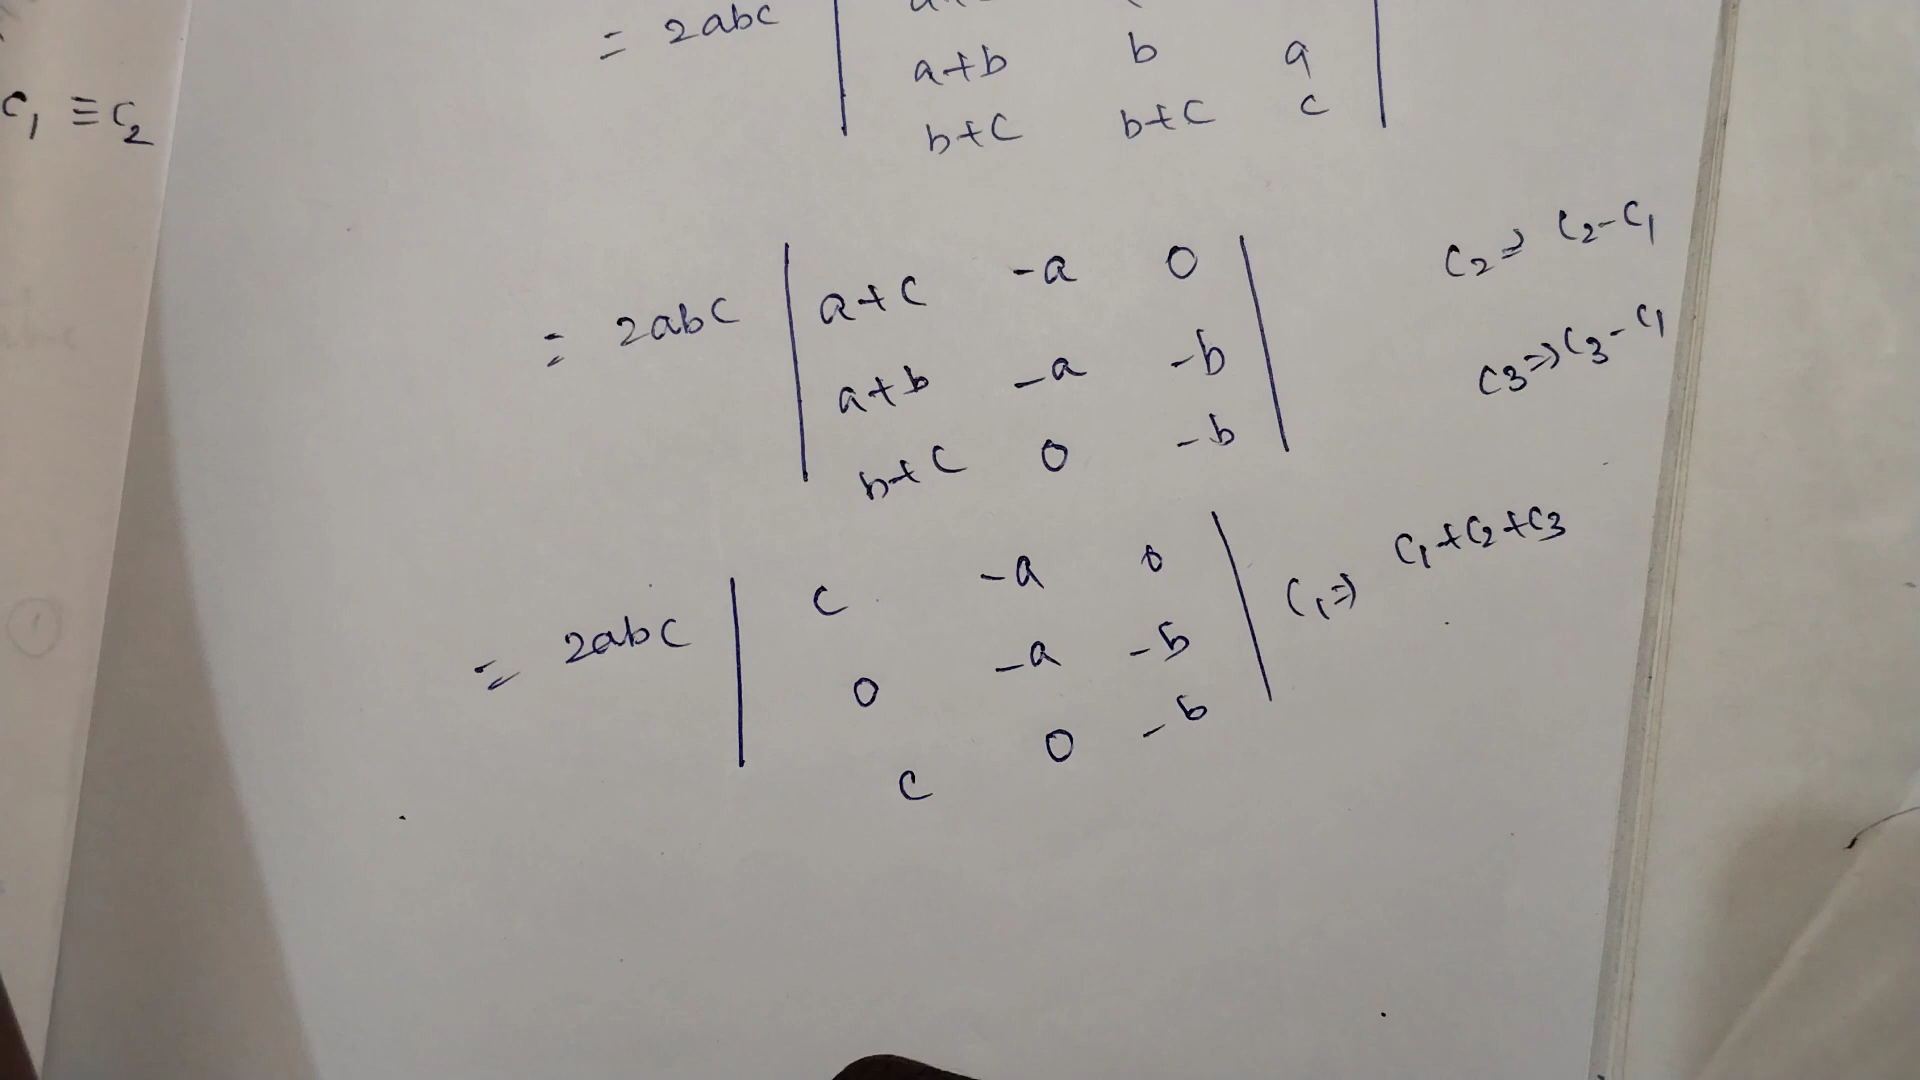 = 2abc
a+b b a
C1 ≡ C2
b+C b+C c
C2 ⇒ C2-C1
a+C -a 0
= 2abC
C3 ⇒ C3-C1
a+b -a -b
b+C 0 -b
c -a 0 C1 ⇒ C1+C2+C3
= 2abC
0 -a -b
c 0 -b